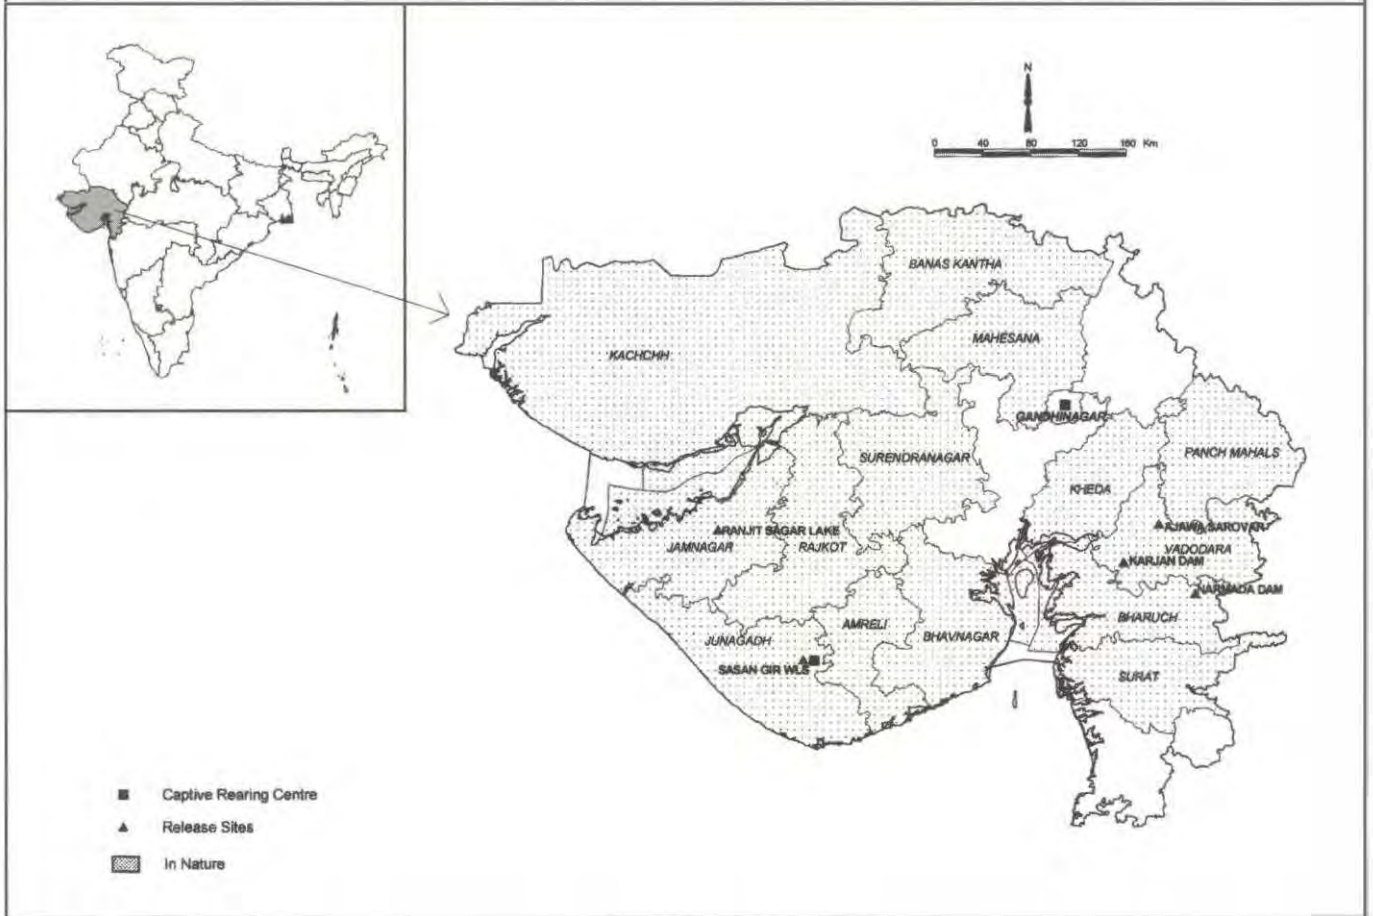 N
0 40 80 120 160 Km
BANAS KANTHA
MAHESANA
KACHCHH
GANDHINAGAR
SURENDRANAGAR
PANCH MAHALS
KHEDA
RANJIT SAGAR LAKE
AJAWA SAROVAR
JAMNAGAR
RAJKOT
VADODARA
KARJAN DAM
NARMADA DAM
BHARUCH
AMRELI
BHAVNAGAR
JUNAGADH
SASAN GIR WLS
SURAT
Captive Rearing Centre
Release Sites
In Nature